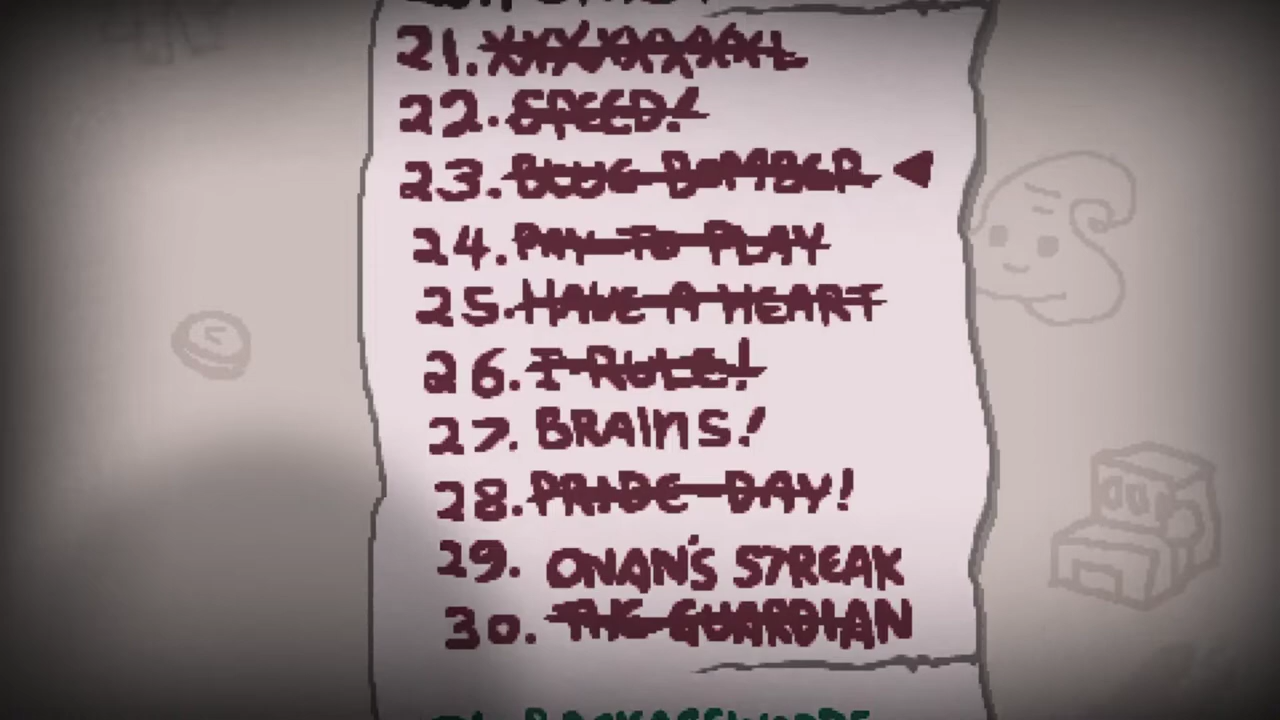 21. XXXXXXXXL
22. SPEED!
23. BLUE BOMBER
24. PAY TO PLAY
25. HAVE A HEART
26. I RULE!
27. BRAINS!
28. PRIDE DAY!
29. ONAN'S STREAK
30. THE GUARDIAN